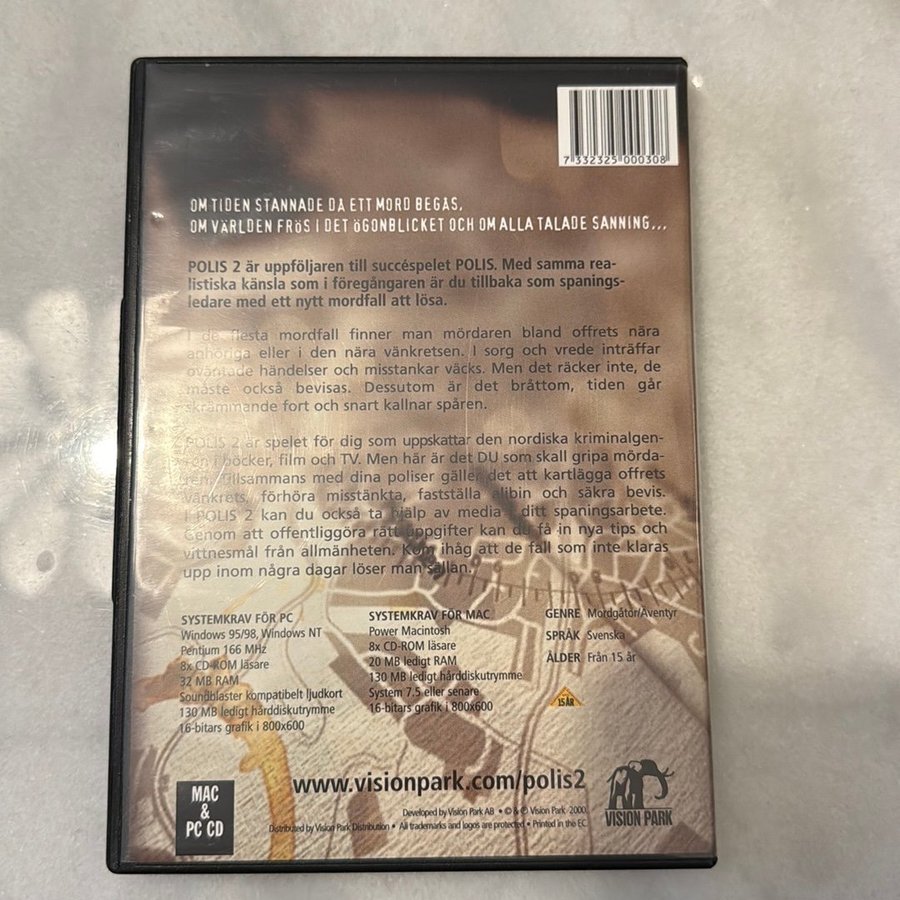 7 332325 000308
OM TIDEN STANNADE DÅ ETT MORD BEGÅS,
OM VÄRLDEN FRÖS I DET ÖGONBLICKET OCH OM ALLA TALADE SANNING...
POLIS 2 är uppföljaren till succéspelet POLIS. Med samma rea-
listiska känsla som i föregångaren är du tillbaka som spanings-
ledare med ett nytt mordfall att lösa.
I de flesta mordfall finner man mördaren bland offrets nära
anhöriga eller i den nära vänkretsen. I sorg och vrede inträffar
oväntade händelser och misstankar väcks. Men det räcker inte, de
måste också bevisas. Dessutom är det bråttom, tiden går
skrämmande fort och snart kallnar spåren.
POLIS 2 är spelet för dig som uppskattar den nordiska kriminalgen-
ren i böcker, film och TV. Men här är det DU som skall gripa mörda-
ren. Tillsammans med dina poliser gäller det att kartlägga offrets
vänkrets, förhöra misstänkta, fastställa alibin och säkra bevis.
I POLIS 2 kan du också ta hjälp av media i ditt spaningsarbete.
Genom att offentliggöra rätt uppgifter kan du få in nya tips och
vittnesmål från allmänheten. Kom ihåg att de fall som inte klaras
upp inom några dagar löser man sällan.
SYSTEMKRAV FÖR PC
Windows 95/98, Windows NT
Pentjum 166 MHz
8x CD-ROM läsare
32 MB RAM
Soundblaster kompatibelt ljudkort
130 MB ledigt hårddiskutrymme
16-bitars grafik i 800x600
SYSTEMKRAV FÖR MAC
Power Macintosh
8x CD-ROM läsare
20 MB ledigt RAM
130 MB ledigt hårddiskutrymme
System 7.5 eller senare
16-bitars grafik i 800x600
GENRE Mordgåtor/Äventyr
SPRÅK Svenska
ÅLDER Från 15 år
15 ÅR
www.visionpark.com/polis2
MAC
&
PC CD
Developed by Vision Park AB • © & ℗ Vision Park 2000
Distributed by Vision Park Distribution • All trademarks and logos are protected • Printed in the EC
VISION PARK